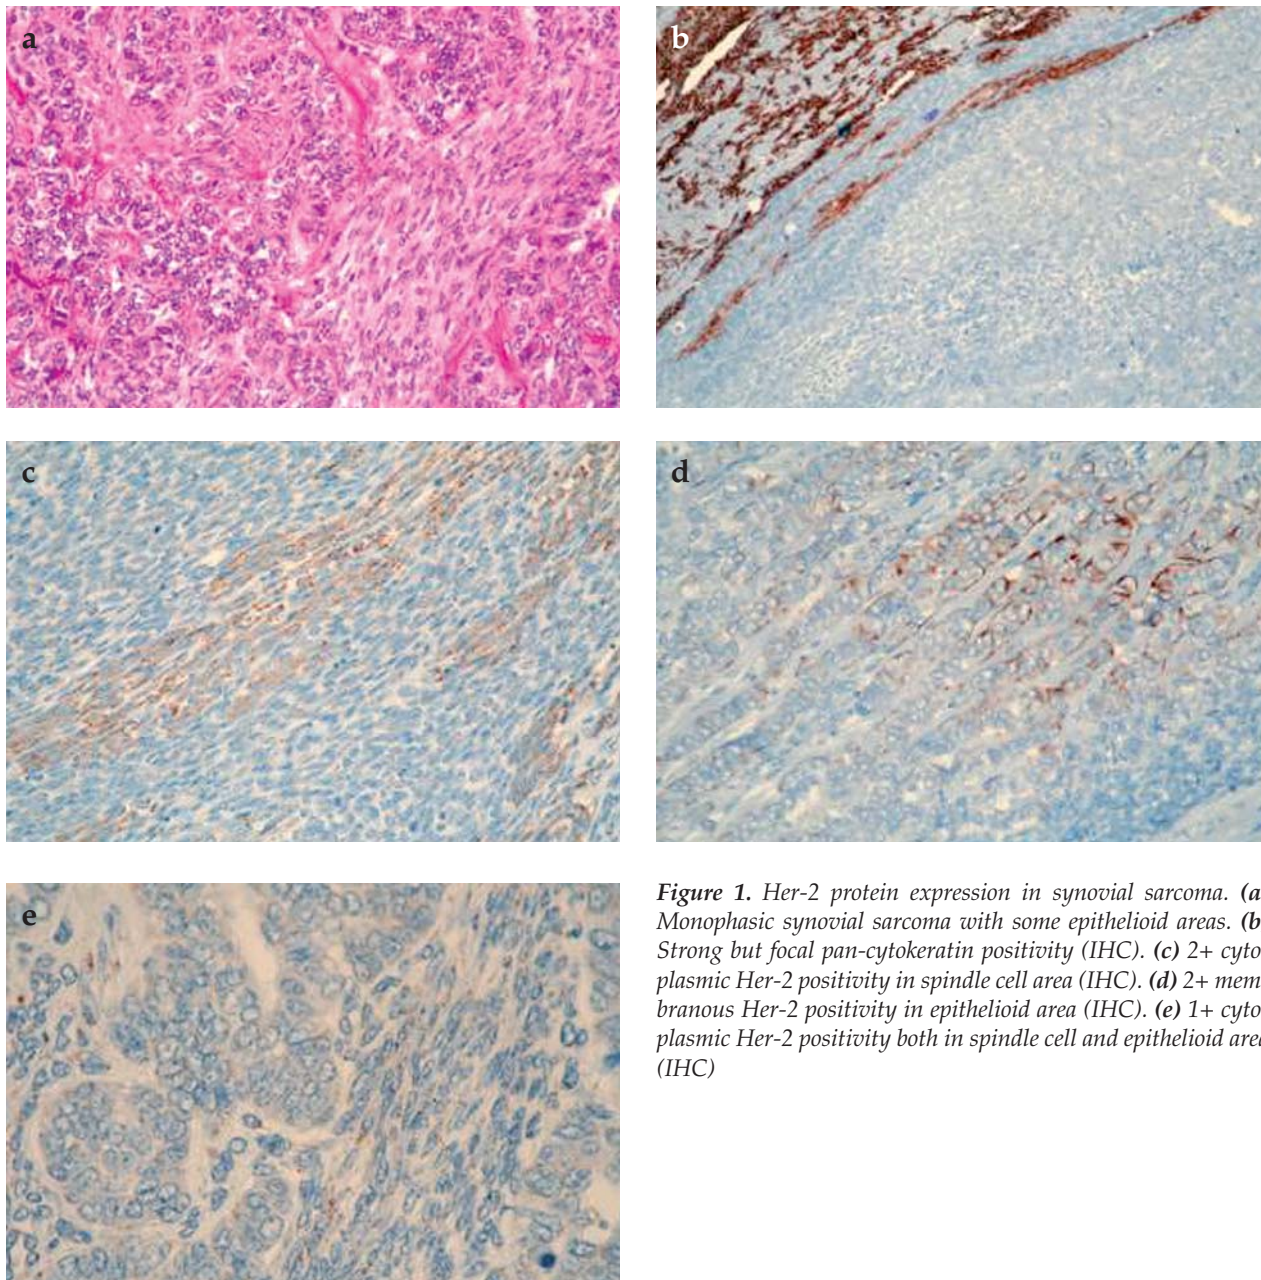 a
b
c
d
e
Figure 1. Her-2 protein expression in synovial sarcoma. (a
Monophasic synovial sarcoma with some epithelioid areas. (b
Strong but focal pan-cytokeratin positivity (IHC). (c) 2+ cyto
plasmic Her-2 positivity in spindle cell area (IHC). (d) 2+ mem
branous Her-2 positivity in epithelioid area (IHC). (e) 1+ cyto
plasmic Her-2 positivity both in spindle cell and epithelioid area
(IHC)